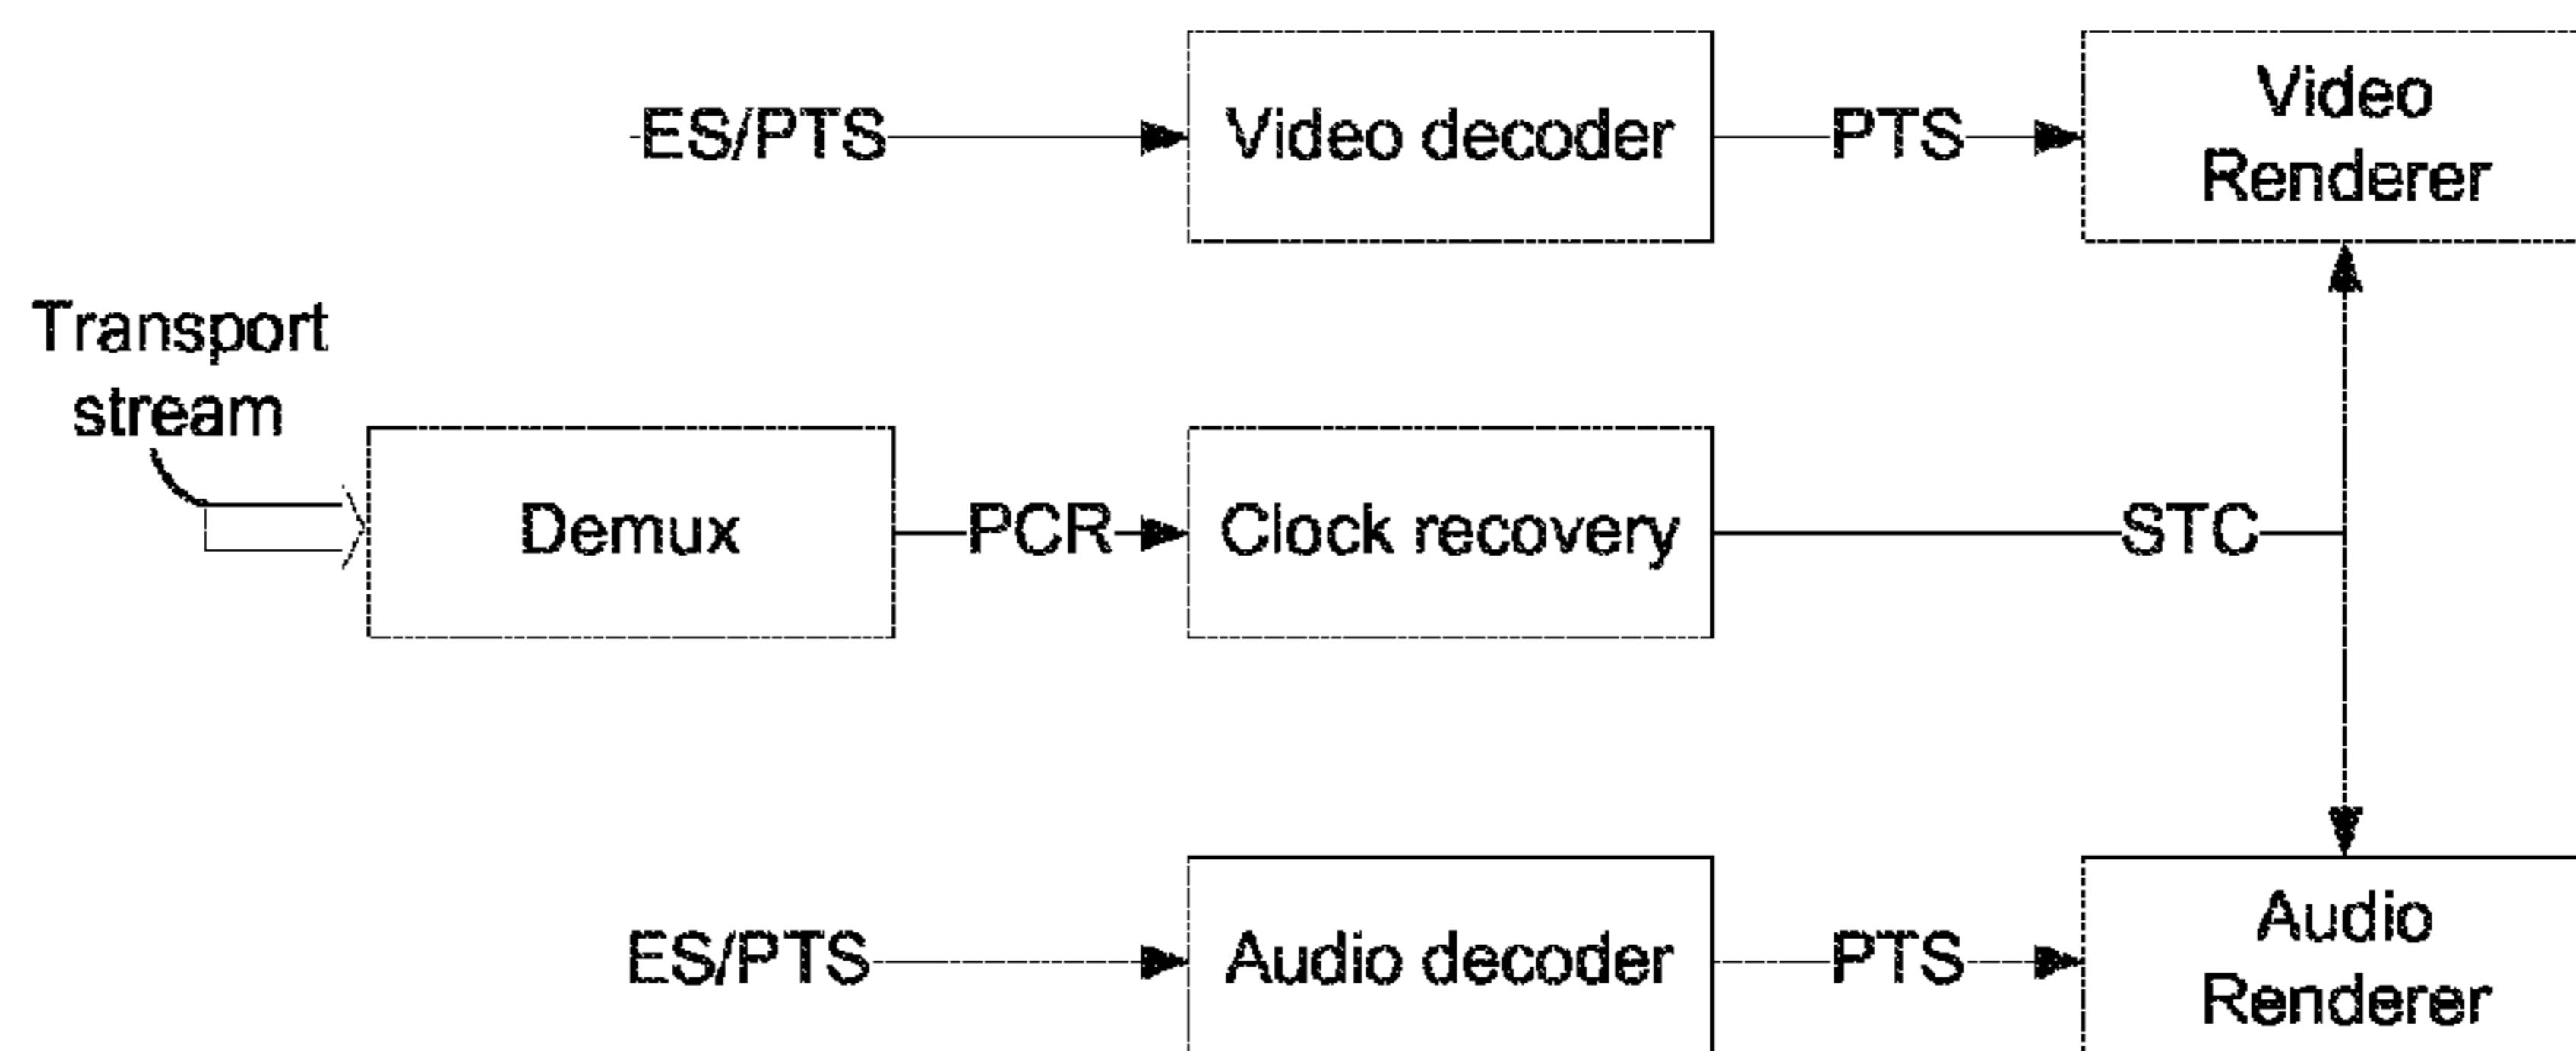 ES/PTS
Video decoder
PTS
Video
Renderer
Transport
stream
Demux
PCR
Clock recovery
STC
ES/PTS
Audio decoder
PTS
Audio
Renderer